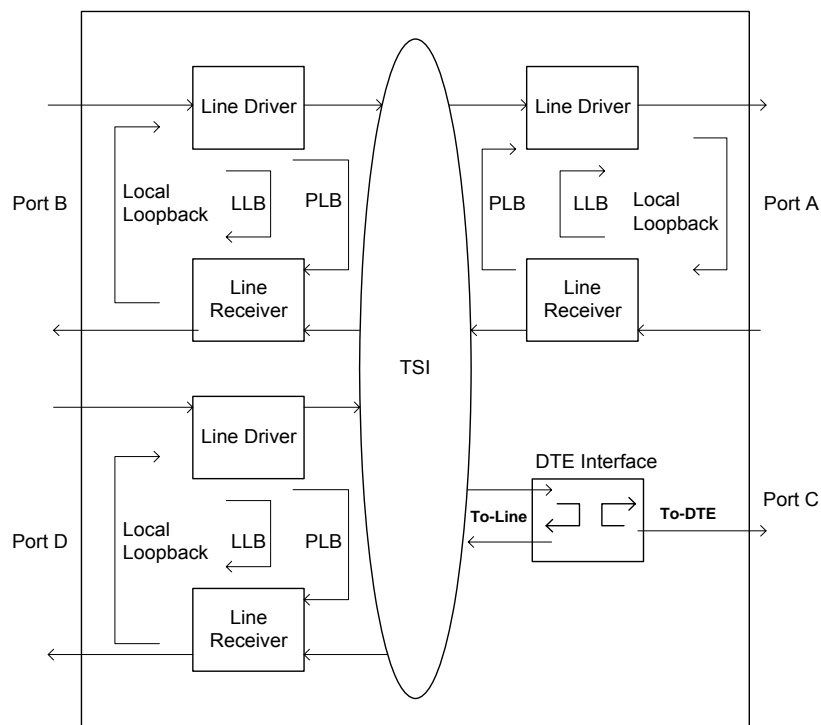 Line Driver
Line Driver
Port B
Local
Loopback
LLB
PLB
PLB
LLB
Local
Loopback
Port A
Line
Receiver
Line
Receiver
TSI
Line Driver
DTE Interface
Port D
Local
Loopback
LLB
PLB
To-Line
To-DTE
Port C
Line
Receiver